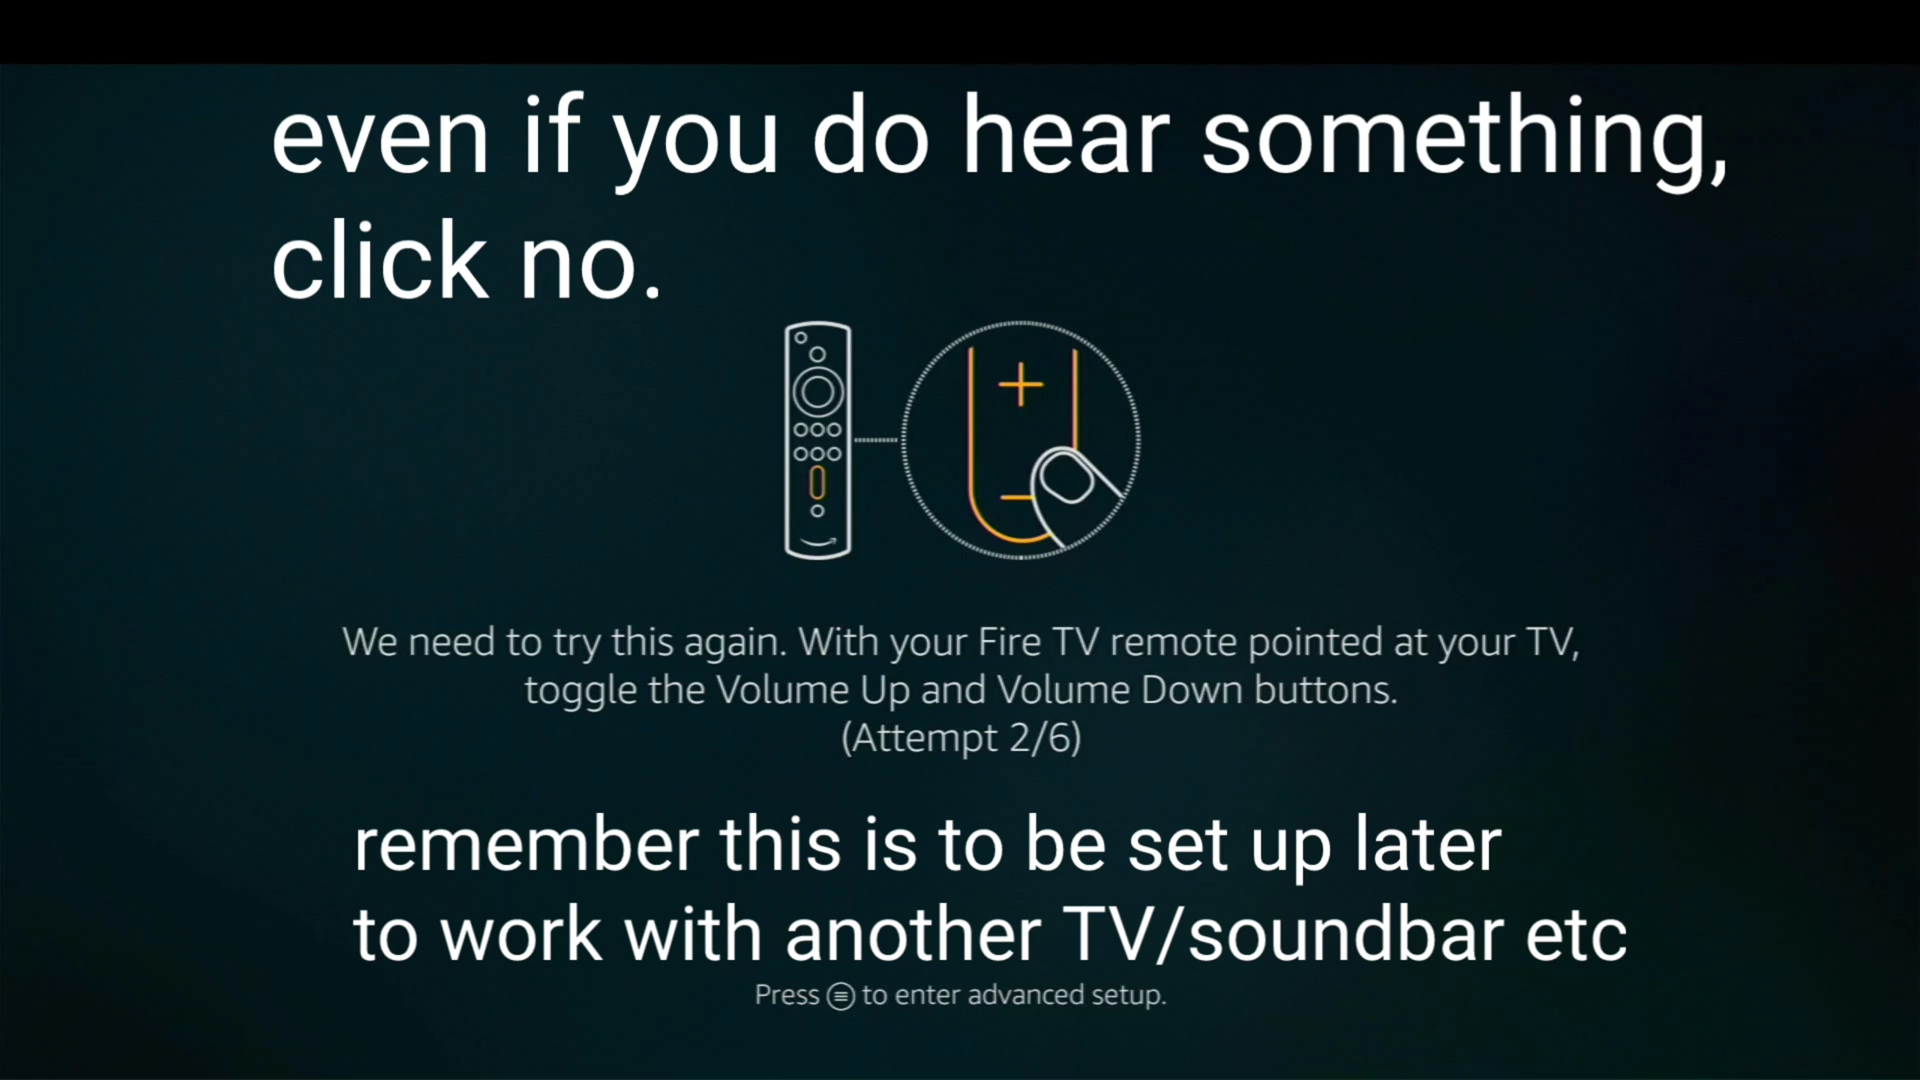 even if you do hear something,
click no.
+
−
We need to try this again. With your Fire TV remote pointed at your TV,
toggle the Volume Up and Volume Down buttons.
(Attempt 2/6)
remember this is to be set up later
to work with another TV/soundbar etc
Press ≡ to enter advanced setup.